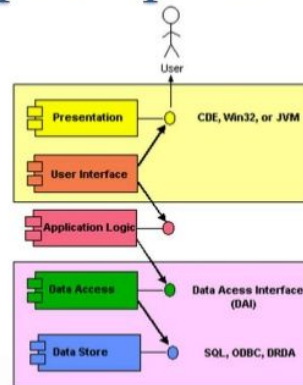 User
Presentation
CDE, Win32, or JVM
User Interface
Application Logic
Data Access
Data Acess Interface
(DAI)
Data Store
SQL, ODBC, DRDA